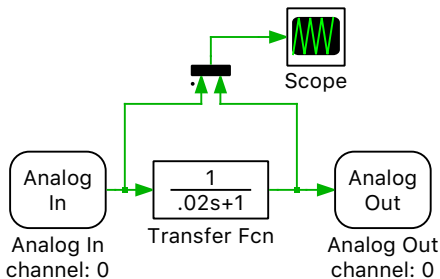 Scope
Analog
In
1
.02s+1
Analog
Out
Analog In
channel: 0
Transfer Fcn
Analog Out
channel: 0